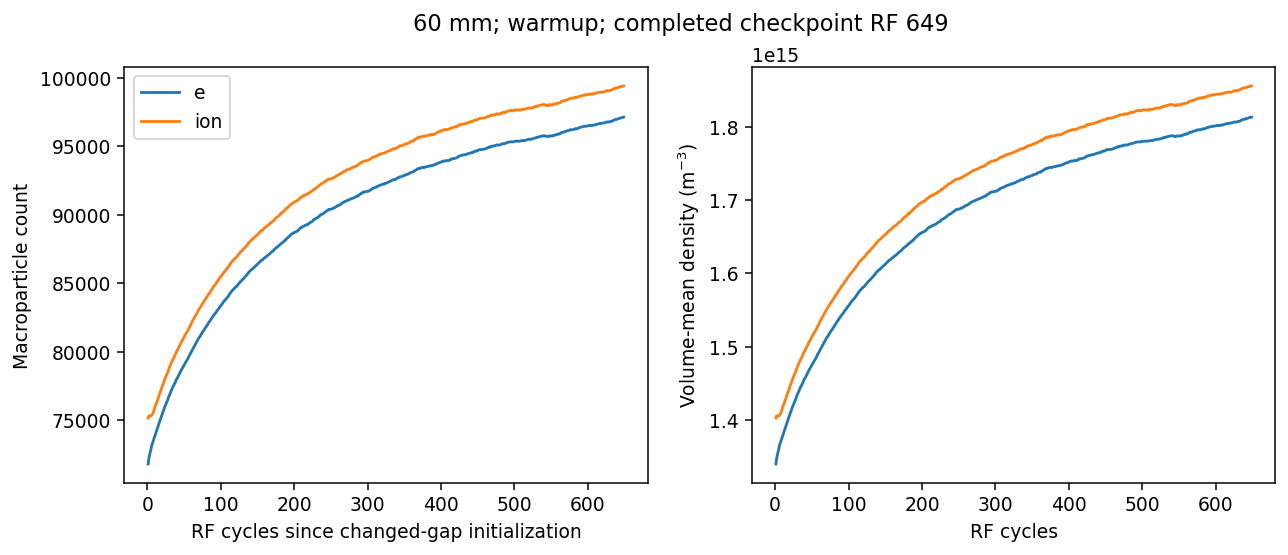 60 mm; warmup; completed checkpoint RF 649
1e15
e
ion
Macroparticle count
100000
95000
90000
85000
80000
75000
0 100 200 300 400 500 600
RF cycles since changed-gap initialization
Volume-mean density (m⁻³)
1.8
1.7
1.6
1.5
1.4
0 100 200 300 400 500 600
RF cycles